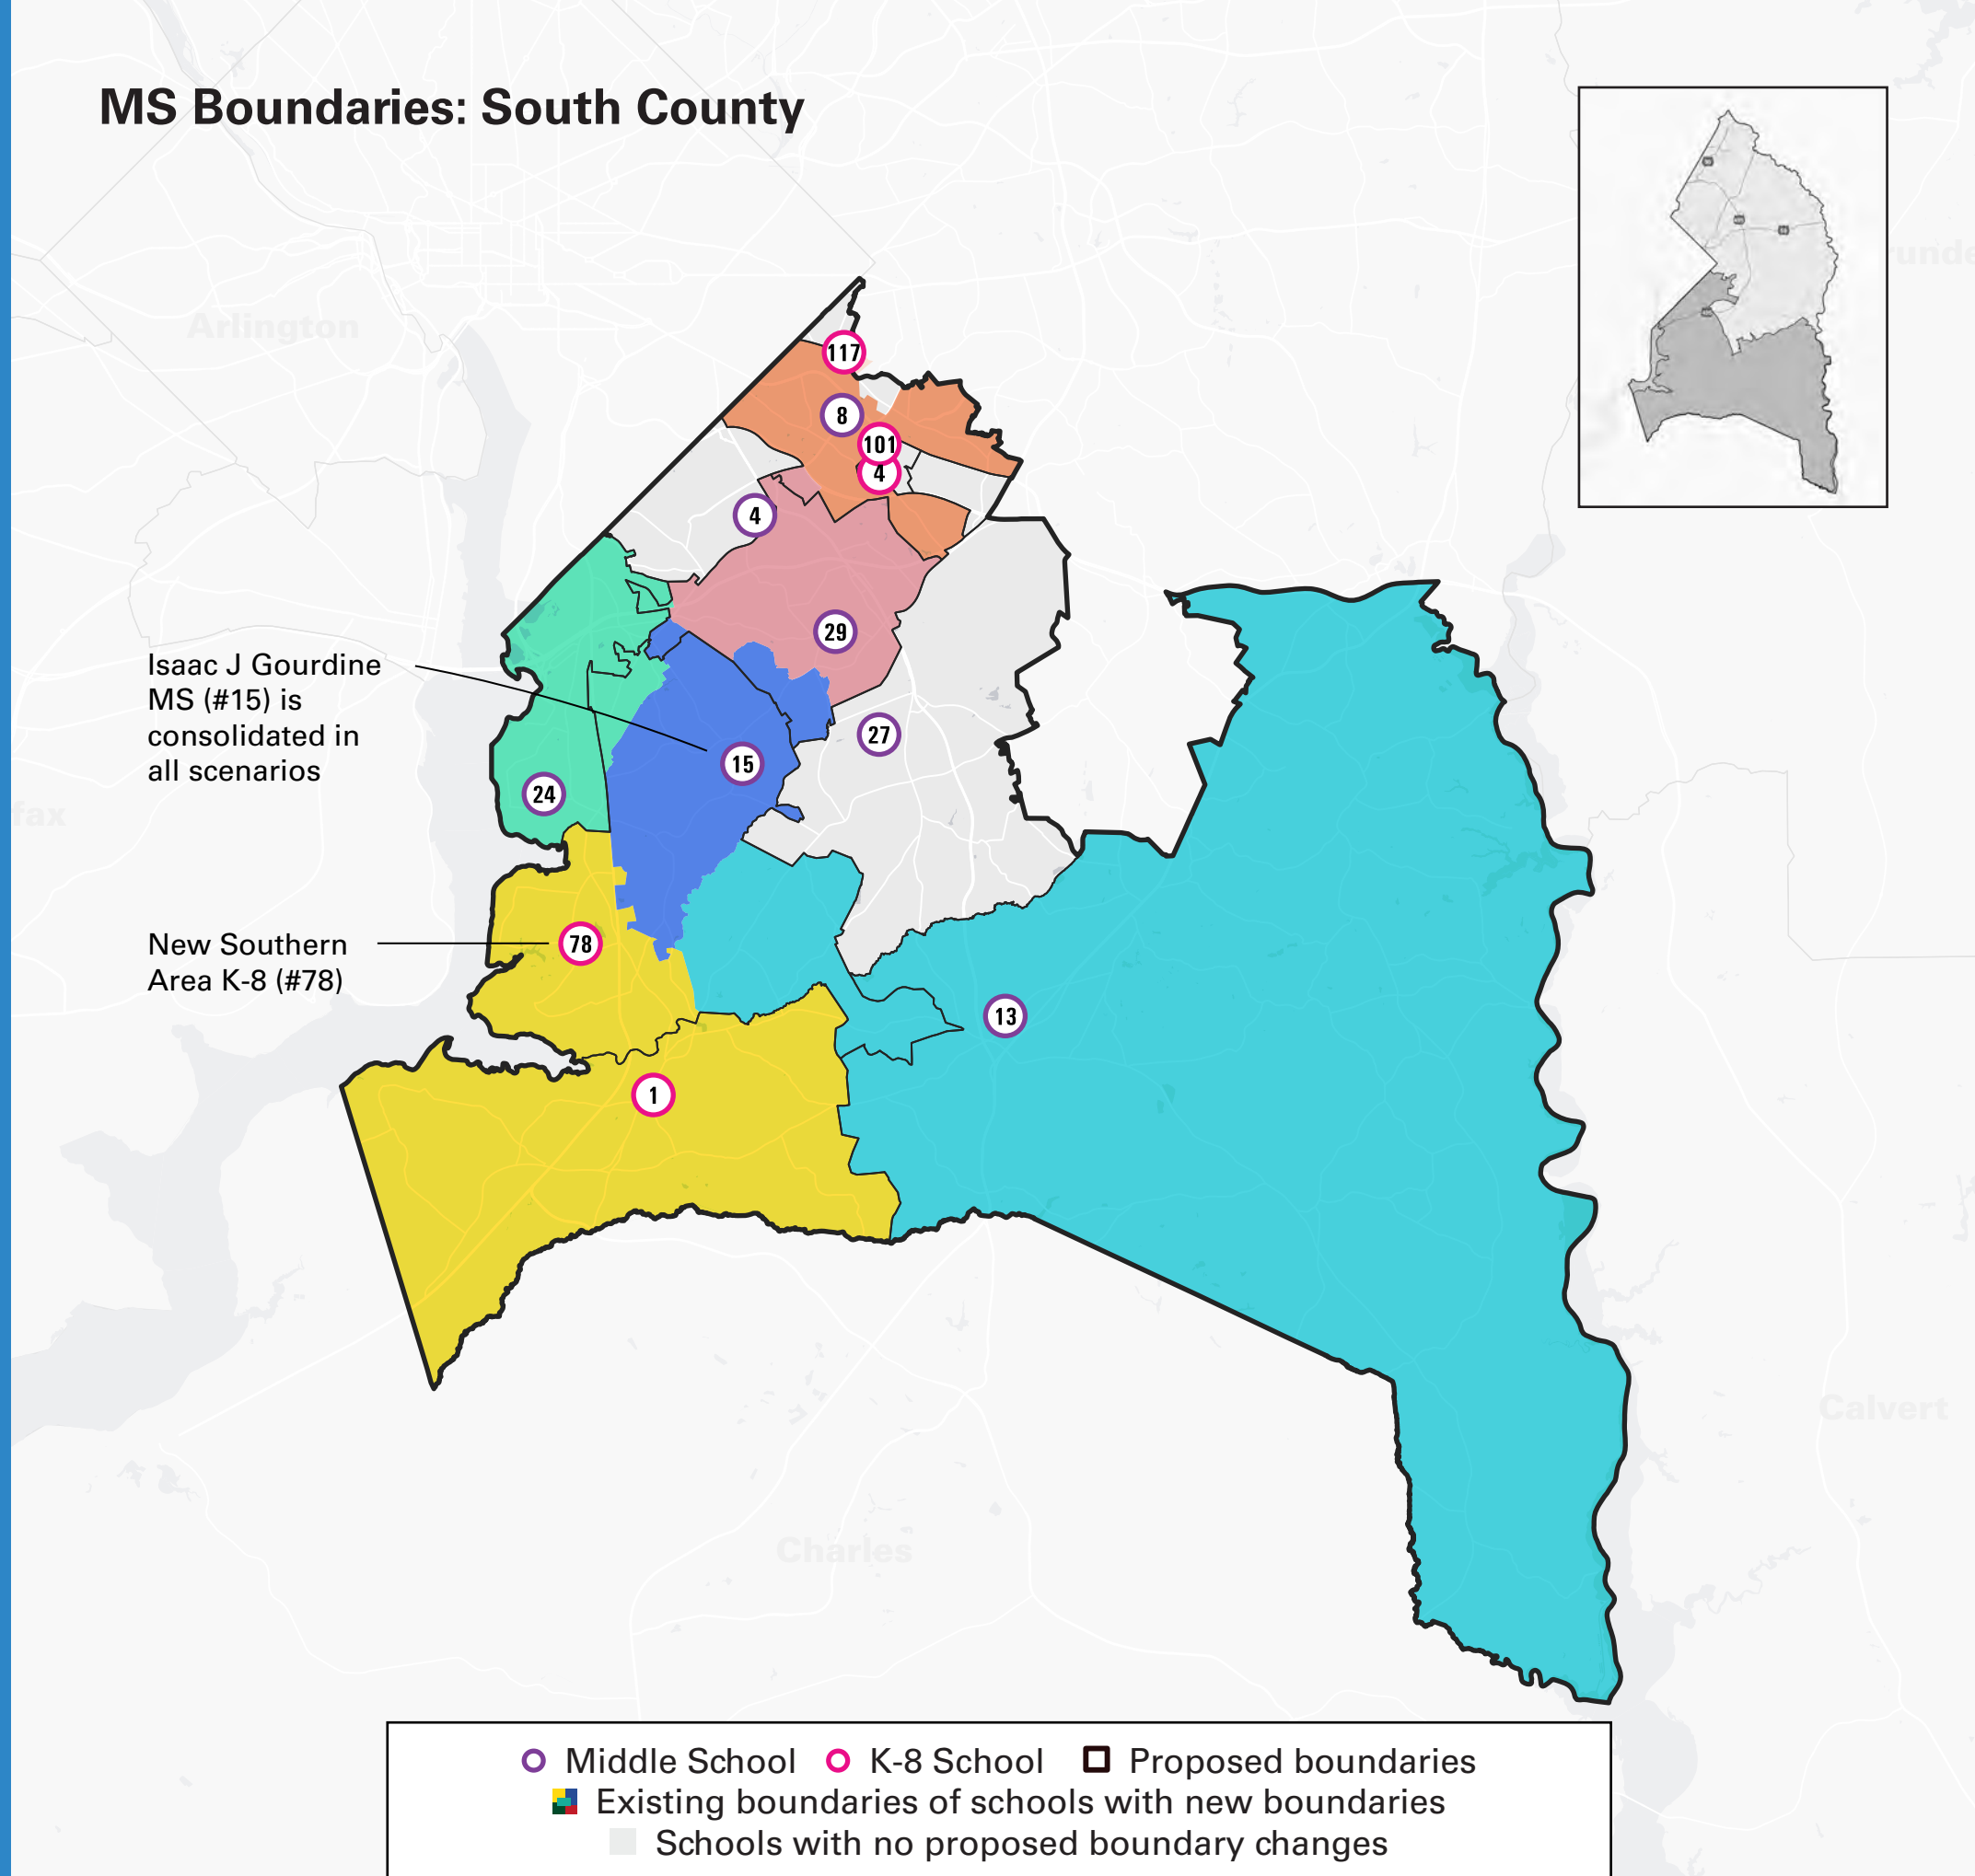 MS Boundaries: South County
runde
Arlington
117
8
101
4
4
29
Isaac J Gourdine
MS (#15) is
consolidated in
all scenarios
27
15
24
fax
New Southern
Area K-8 (#78)
78
13
1
Calvert
Charles
Middle School
K-8 School
Proposed boundaries
Existing boundaries of schools with new boundaries
Schools with no proposed boundary changes